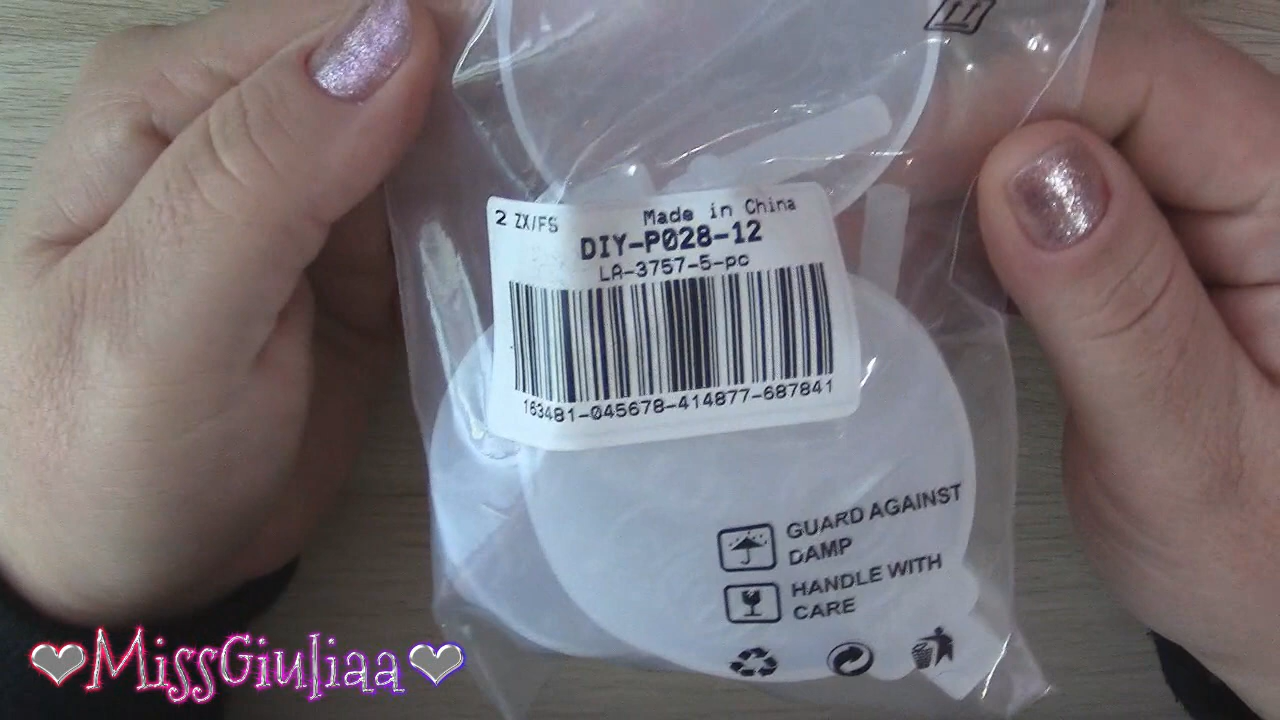 2 ZX/FS
Made in China
DIY-P028-12
LA-3757-5-pc
163481-045678-414877-687841
GUARD AGAINST
DAMP
HANDLE WITH
CARE
❤MissGiuliaa❤